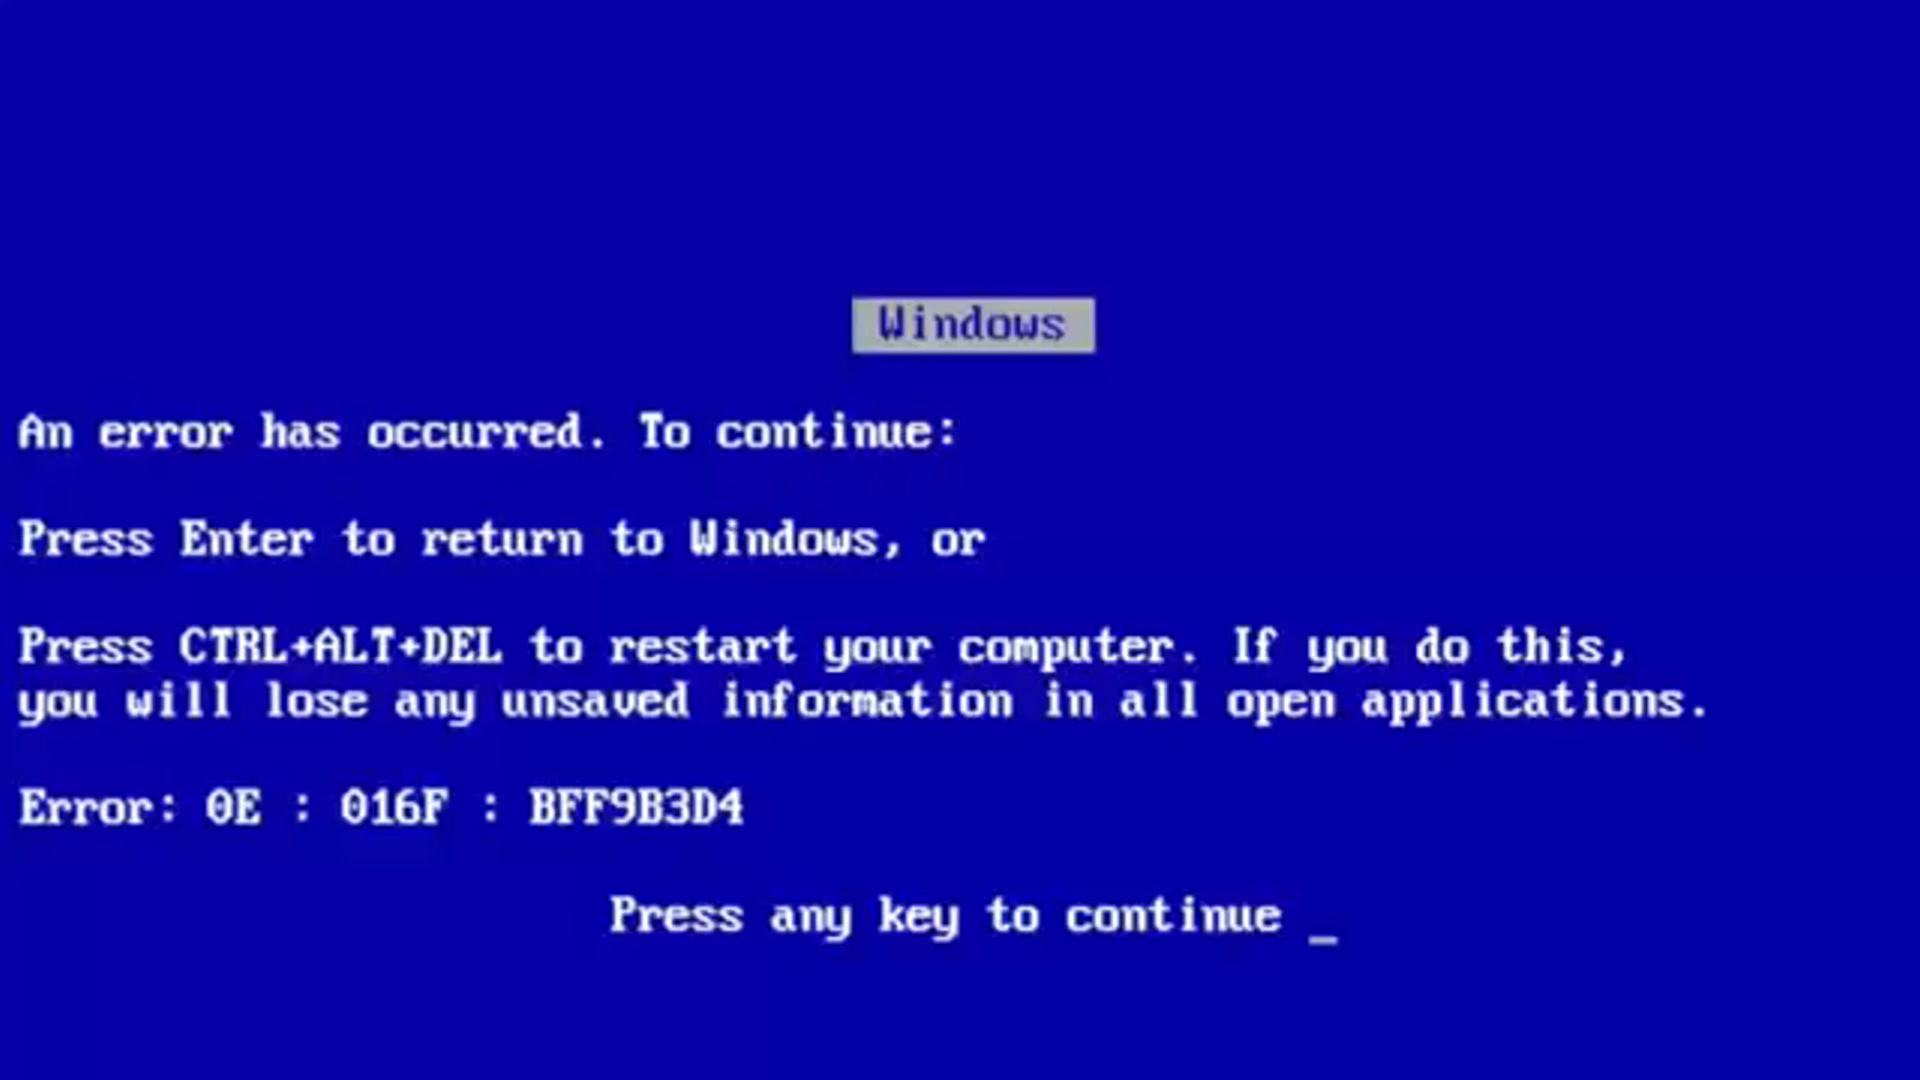 Windows
An error has occurred. To continue:
Press Enter to return to Windows, or
Press CTRL+ALT+DEL to restart your computer. If you do this,
you will lose any unsaved information in all open applications.
Error: 0E : 016F : BFF9B3D4
Press any key to continue _